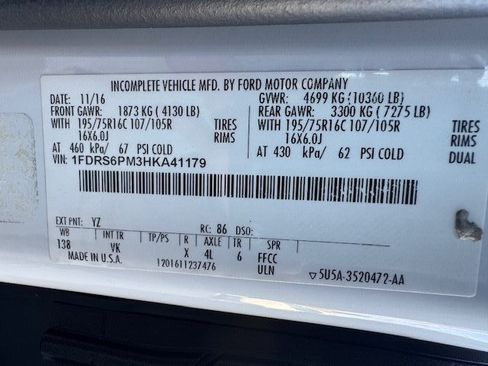 INCOMPLETE VEHICLE MFD. BY FORD MOTOR COMPANY
DATE: 11/16 GVWR: 4699 KG (10360 LB)
FRONT GAWR: 1873 KG (4130 LB) REAR GAWR: 3300 KG (7275 LB)
WITH 195/75R16C 107/105R TIRES WITH 195/75R16C 107/105R TIRES
16X6.0J RIMS 16X6.0J RIMS
AT 460 kPa/ 67 PSI COLD AT 430 kPa/ 62 PSI COLD DUAL
VIN: 1FDRS6PM3HKA41179
EXT PNT: YZ RC: 86 DSO:
WB INT TR TP/PS R AXLE TR SPR
138 VK X 4L 6 FFCC
MADE IN U.S.A. 1201611237476 ULN ▽5U5A-3520472-AA